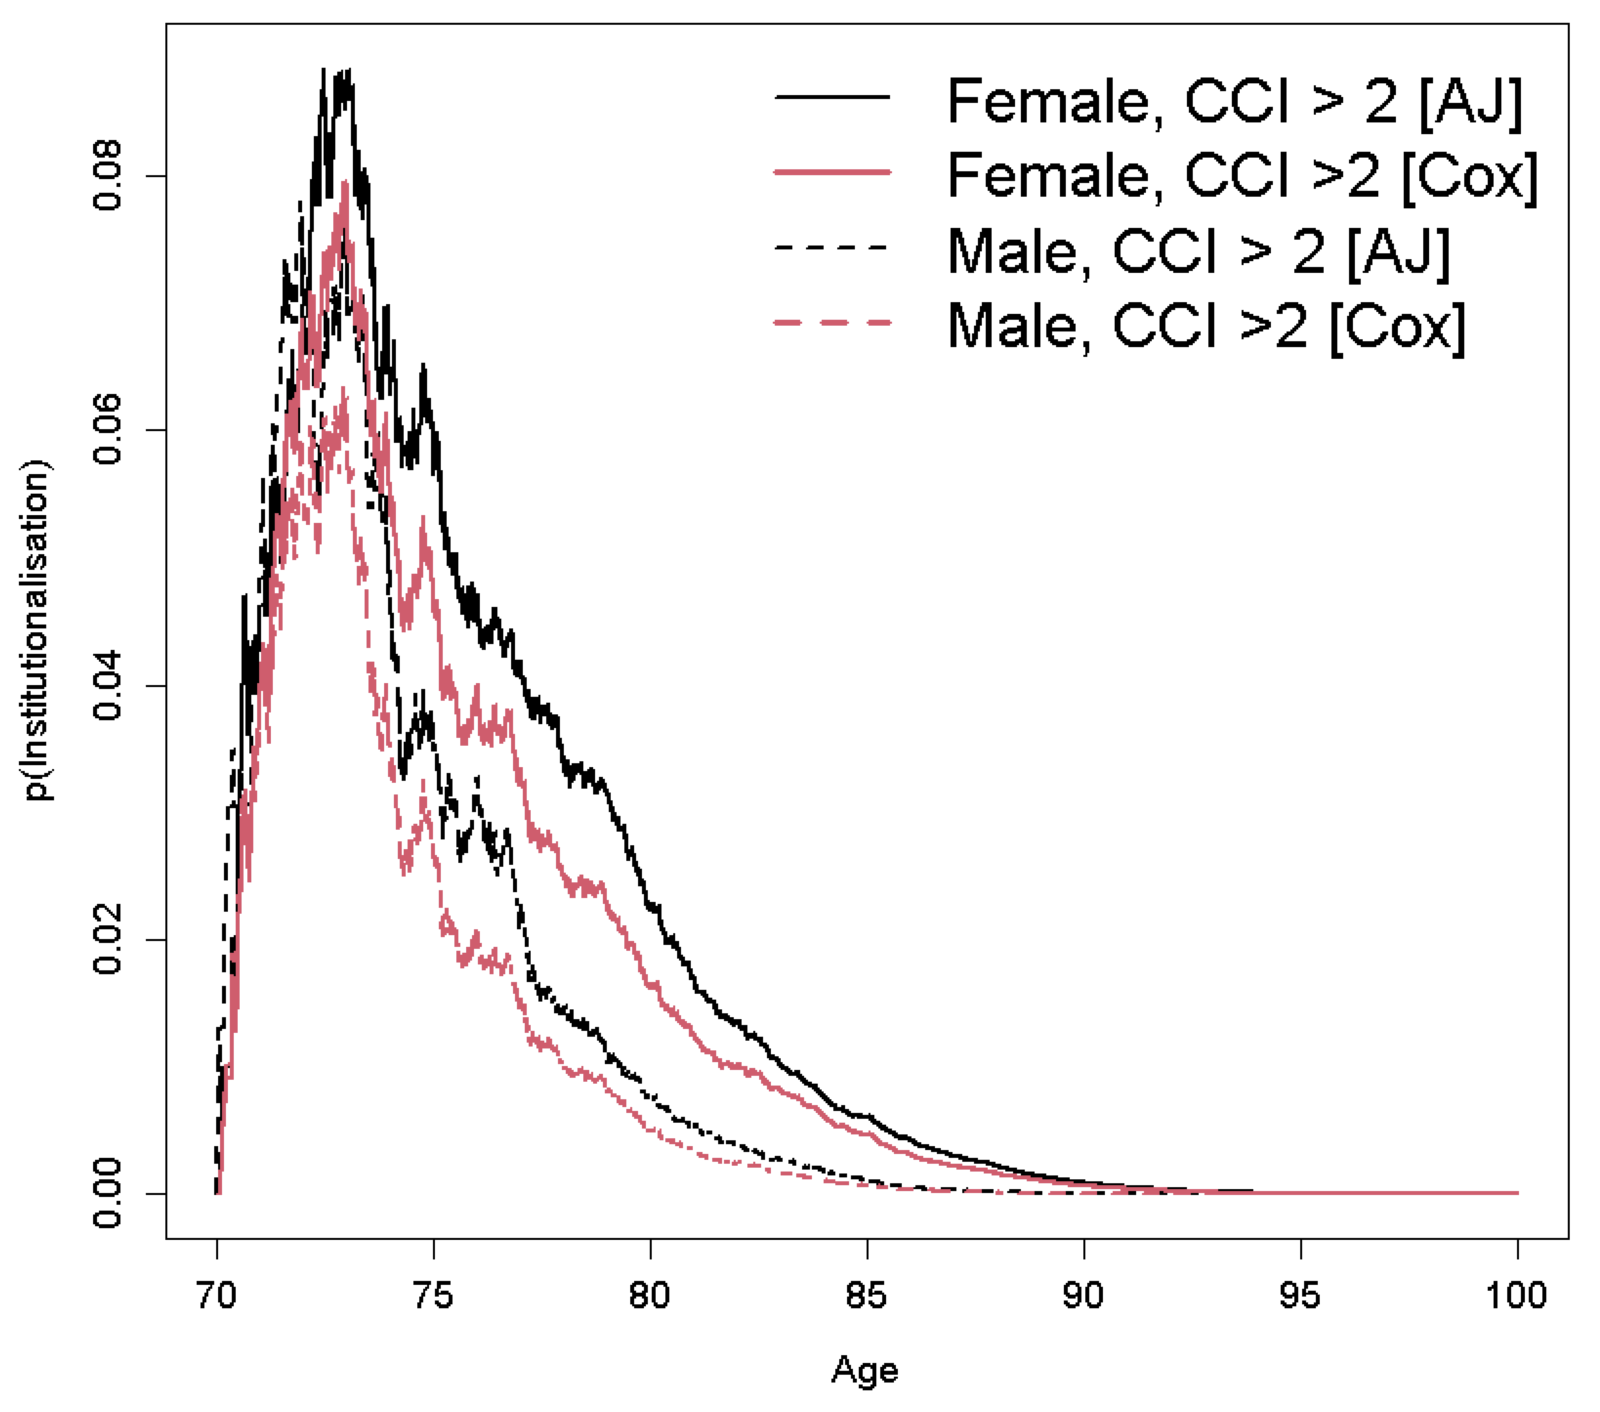 Female, CCI > 2 [AJ]
Female, CCI >2 [Cox]
Male, CCI > 2 [AJ]
Male, CCI >2 [Cox]
p(Institutionalisation)
0.08
0.06
0.04
0.02
0.00
70 75 80 85 90 95 100
Age